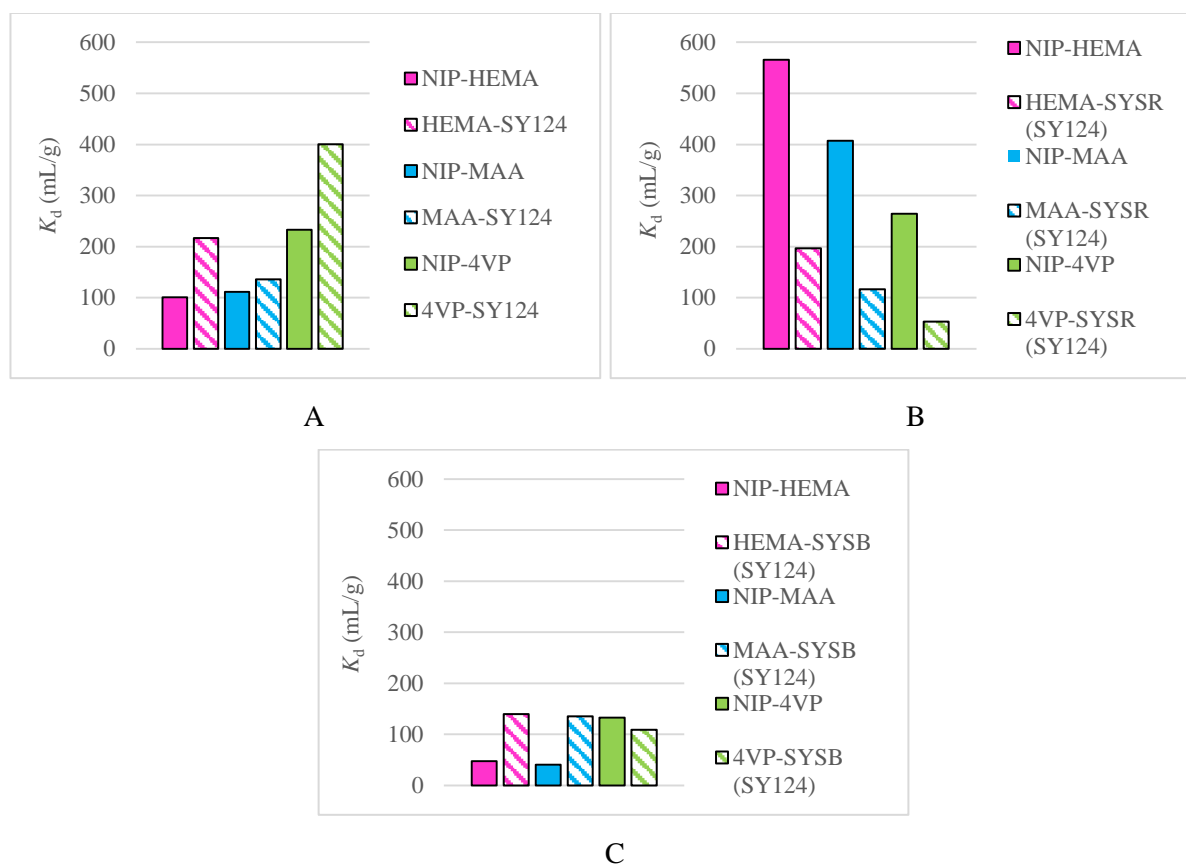 600
500
400
300
200
100
0
K_d (mL/g)
NIP-HEMA
HEMA-SY124
NIP-MAA
MAA-SY124
NIP-4VP
4VP-SY124
A
600
500
400
300
200
100
0
K_d (mL/g)
NIP-HEMA
HEMA-SYSR
(SY124)
NIP-MAA
MAA-SYSR
(SY124)
NIP-4VP
4VP-SYSR
(SY124)
B
600
500
400
300
200
100
0
K_d (mL/g)
NIP-HEMA
HEMA-SYSB
(SY124)
NIP-MAA
MAA-SYSB
(SY124)
NIP-4VP
4VP-SYSB
(SY124)
C